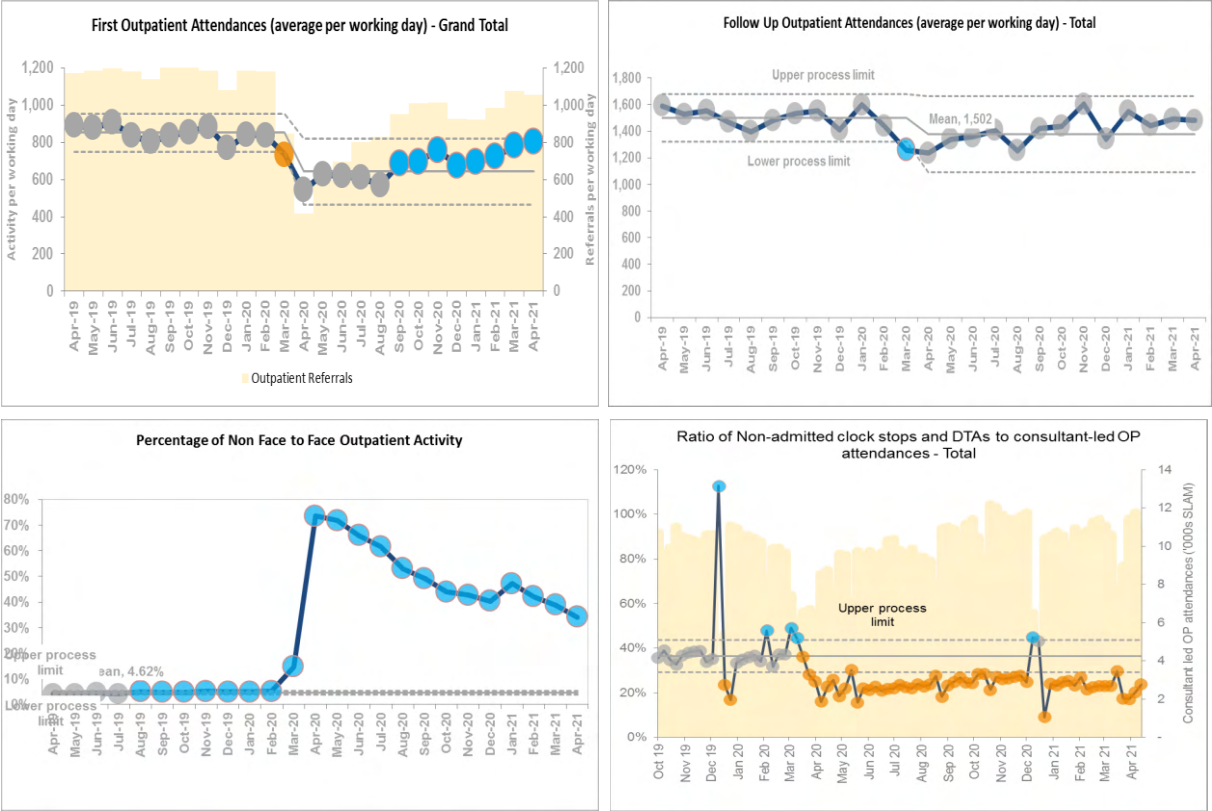 First Outpatient Attendances (average per working day) - Grand Total
1,200
1,000
800
600
400
200
0
Activity per working day
1,200
1,000
800
600
400
200
0
Referrals per working day
Apr-19
May-19
Jun-19
Jul-19
Aug-19
Sep-19
Oct-19
Nov-19
Dec-19
Jan-20
Feb-20
Mar-20
Apr-20
May-20
Jun-20
Jul-20
Aug-20
Sep-20
Oct-20
Nov-20
Dec-20
Jan-21
Feb-21
Mar-21
Apr-21
Outpatient Referrals
Follow Up Outpatient Attendances (average per working day) - Total
1,800
1,600
1,400
1,200
1,000
800
600
400
200
0
Upper process limit
Mean, 1,502
Lower process limit
Apr-19
May-19
Jun-19
Jul-19
Aug-19
Sep-19
Oct-19
Nov-19
Dec-19
Jan-20
Feb-20
Mar-20
Apr-20
May-20
Jun-20
Jul-20
Aug-20
Sep-20
Oct-20
Nov-20
Dec-20
Jan-21
Feb-21
Mar-21
Apr-21
Percentage of Non Face to Face Outpatient Activity
80%
70%
60%
50%
40%
30%
20%
10%
0%
Upper process
limit
ean, 4.62%
Lower process
limit
Apr-19
May-19
Jun-19
Jul-19
Aug-19
Sep-19
Oct-19
Nov-19
Dec-19
Jan-20
Feb-20
Mar-20
Apr-20
May-20
Jun-20
Jul-20
Aug-20
Sep-20
Oct-20
Nov-20
Dec-20
Jan-21
Feb-21
Mar-21
Apr-21
Ratio of Non-admitted clock stops and DTAs to consultant-led OP
attendances - Total
120%
100%
80%
60%
40%
20%
0%
Upper process
limit
14
12
10
8
6
4
2
-
Consultant led OP attendances ('000s SLAM)
Oct 19
Nov 19
Dec 19
Jan 20
Feb 20
Mar 20
Apr 20
May 20
Jun 20
Jul 20
Aug 20
Sep 20
Oct 20
Nov 20
Dec 20
Jan 21
Feb 21
Mar 21
Apr 21